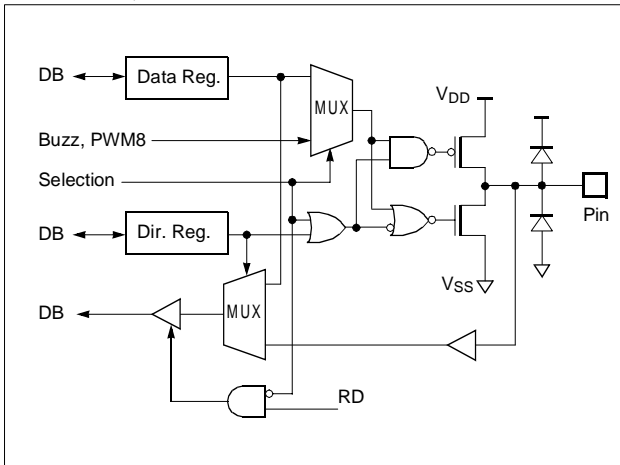 DB
Data Reg.
MUX
VDD
Buzz, PWM8
Selection
Pin
DB
Dir. Reg.
VSS
DB
MUX
RD